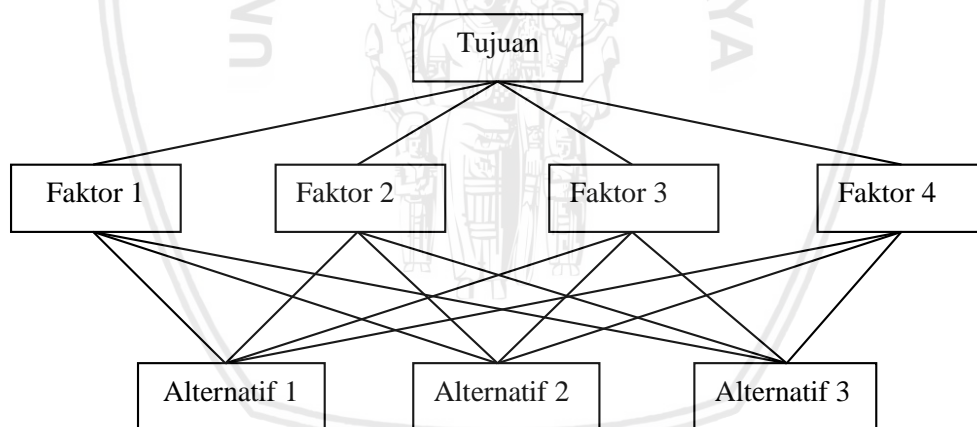 Tujuan
Faktor 1
Faktor 2
Faktor 3
Faktor 4
Alternatif 1
Alternatif 2
Alternatif 3